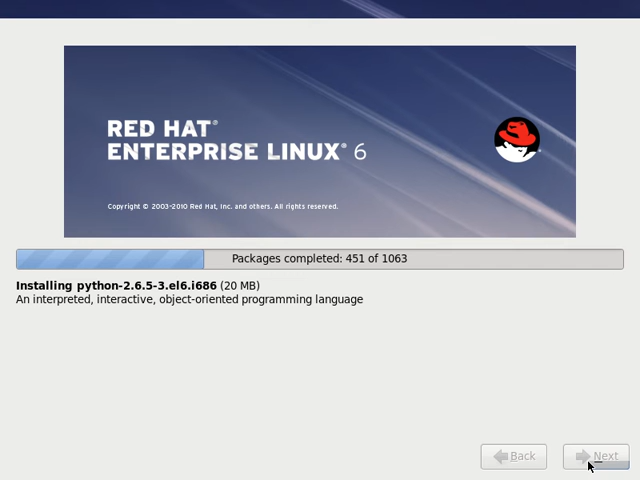 RED HAT®
ENTERPRISE LINUX® 6
Copyright © 2003-2010 Red Hat, Inc. and others. All rights reserved.
Packages completed: 451 of 1063
Installing python-2.6.5-3.el6.i686 (20 MB)
An interpreted, interactive, object-oriented programming language
Back Next